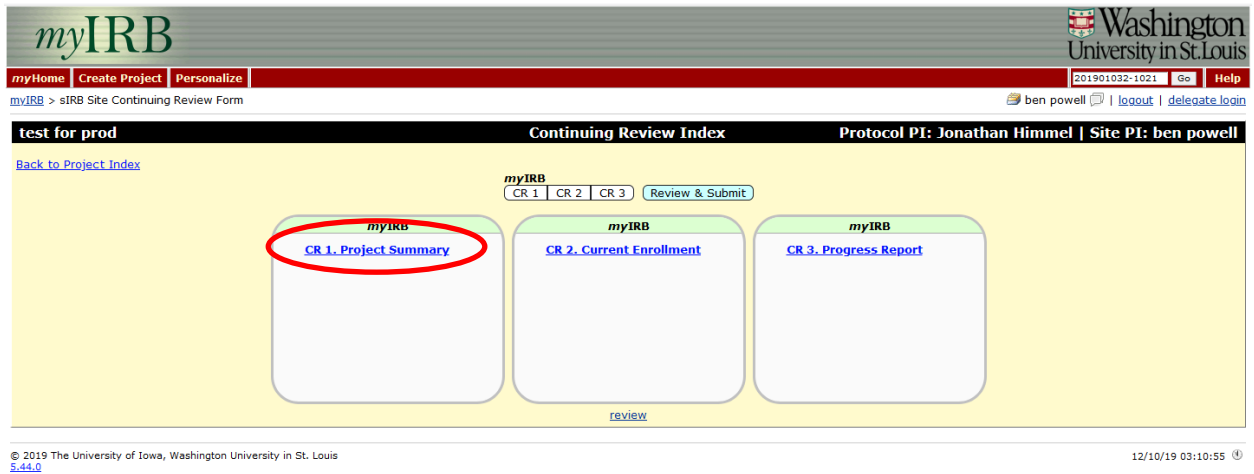 myIRB
Washington
University in St. Louis
myHome Create Project Personalize 201901032-1021 Go Help
myIRB > sIRB Site Continuing Review Form ben powell | logout | delegate login
test for prod Continuing Review Index Protocol PI: Jonathan Himmel | Site PI: ben powell
Back to Project Index
myIRB
CR 1 CR 2 CR 3 Review & Submit
myIRB myIRB myIRB
CR 1. Project Summary CR 2. Current Enrollment CR 3. Progress Report
review
© 2019 The University of Iowa, Washington University in St. Louis 12/10/19 03:10:55
5.44.0